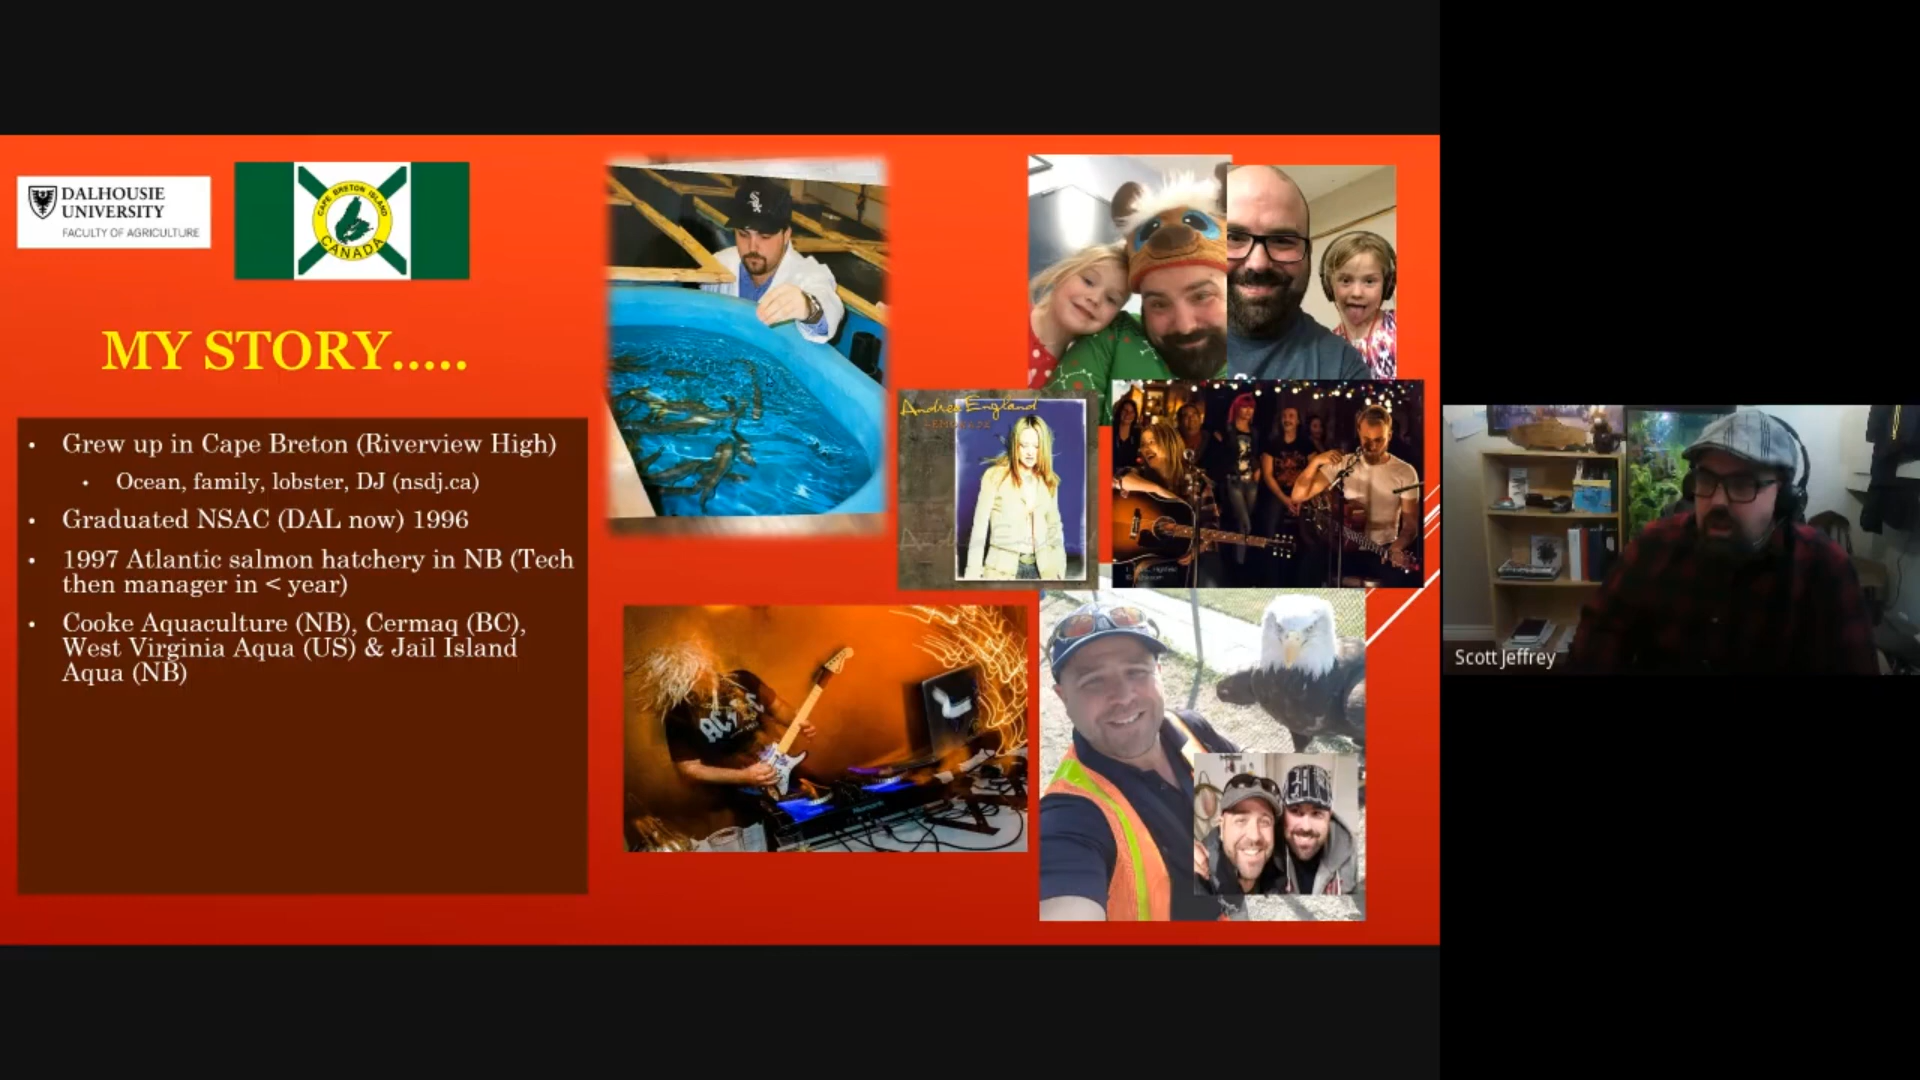 DALHOUSIE
UNIVERSITY
FACULTY OF AGRICULTURE
CAPE BRETON ISLAND
CANADA
MY STORY.....
• Grew up in Cape Breton (Riverview High)
• Ocean, family, lobster, DJ (nsdj.ca)
• Graduated NSAC (DAL now) 1996
• 1997 Atlantic salmon hatchery in NB (Tech
then manager in < year)
• Cooke Aquaculture (NB), Cermaq (BC),
West Virginia Aqua (US) & Jail Island
Aqua (NB)
Andrea England
AC/DC
Scott Jeffrey